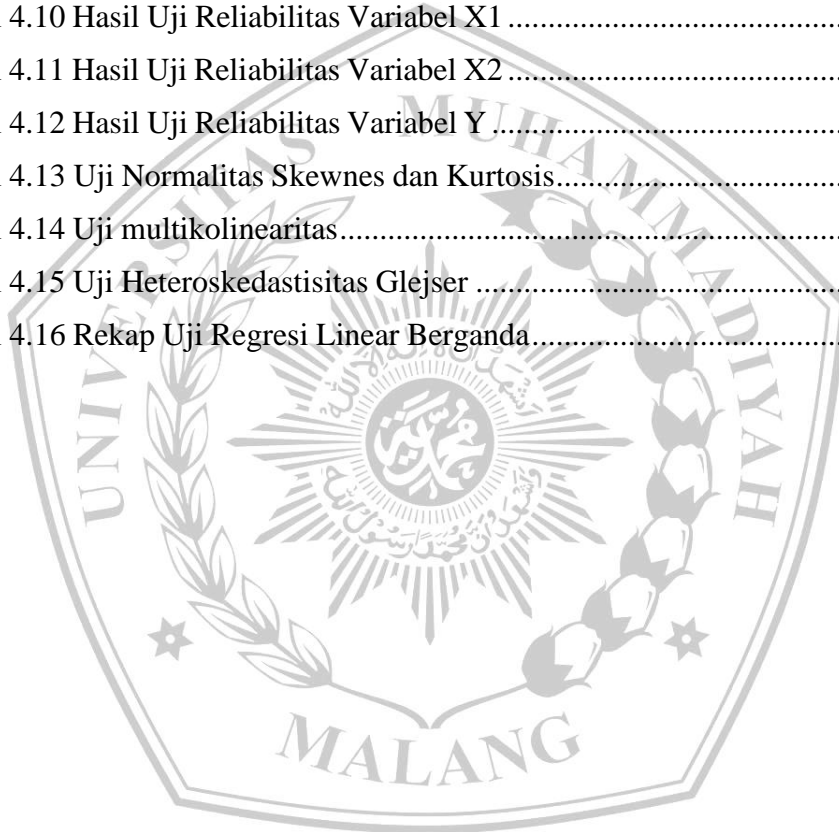 4.10 Hasil Uji Reliabilitas Variabel X1
4.11 Hasil Uji Reliabilitas Variabel X2
4.12 Hasil Uji Reliabilitas Variabel Y
4.13 Uji Normalitas Skewnes dan Kurtosis
4.14 Uji multikolinearitas
4.15 Uji Heteroskedastisitas Glejser
4.16 Rekap Uji Regresi Linear Berganda
UNIVERSITAS MUHAMMADIYAH
MALANG